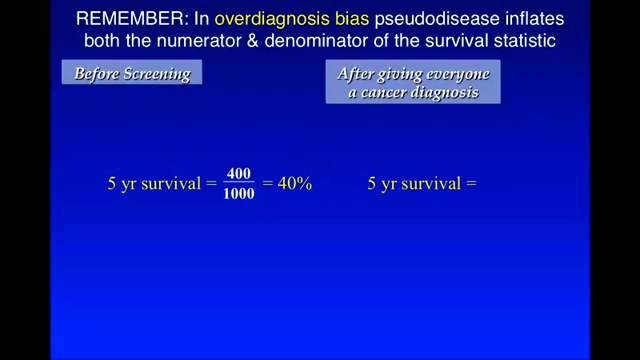 REMEMBER: In overdiagnosis bias pseudodisease inflates
both the numerator & denominator of the survival statistic
Before Screening
After giving everyone
a cancer diagnosis
5 yr survival = 400/1000 = 40%
5 yr survival =